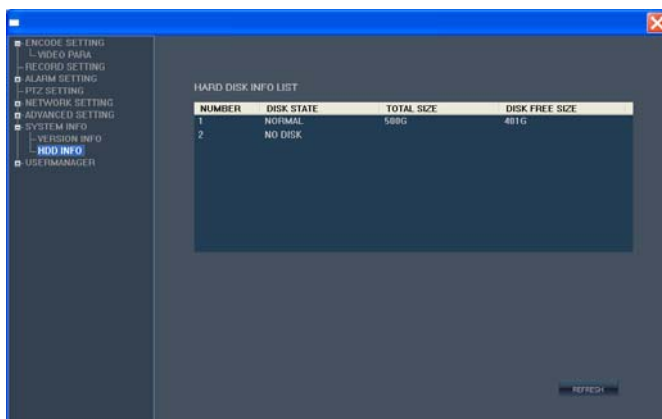 ENCODE SETTING
VIDEO PARA
RECORD SETTING
ALARM SETTING
PTZ SETTING
NETWORK SETTING
ADVANCED SETTING
SYSTEM INFO
VERSION INFO
HDD INFO
USERMANAGER
HARD DISK INFO LIST
NUMBER DISK STATE TOTAL SIZE DISK FREE SIZE
1 NORMAL 500G 401G
2 NO DISK
REFRESH